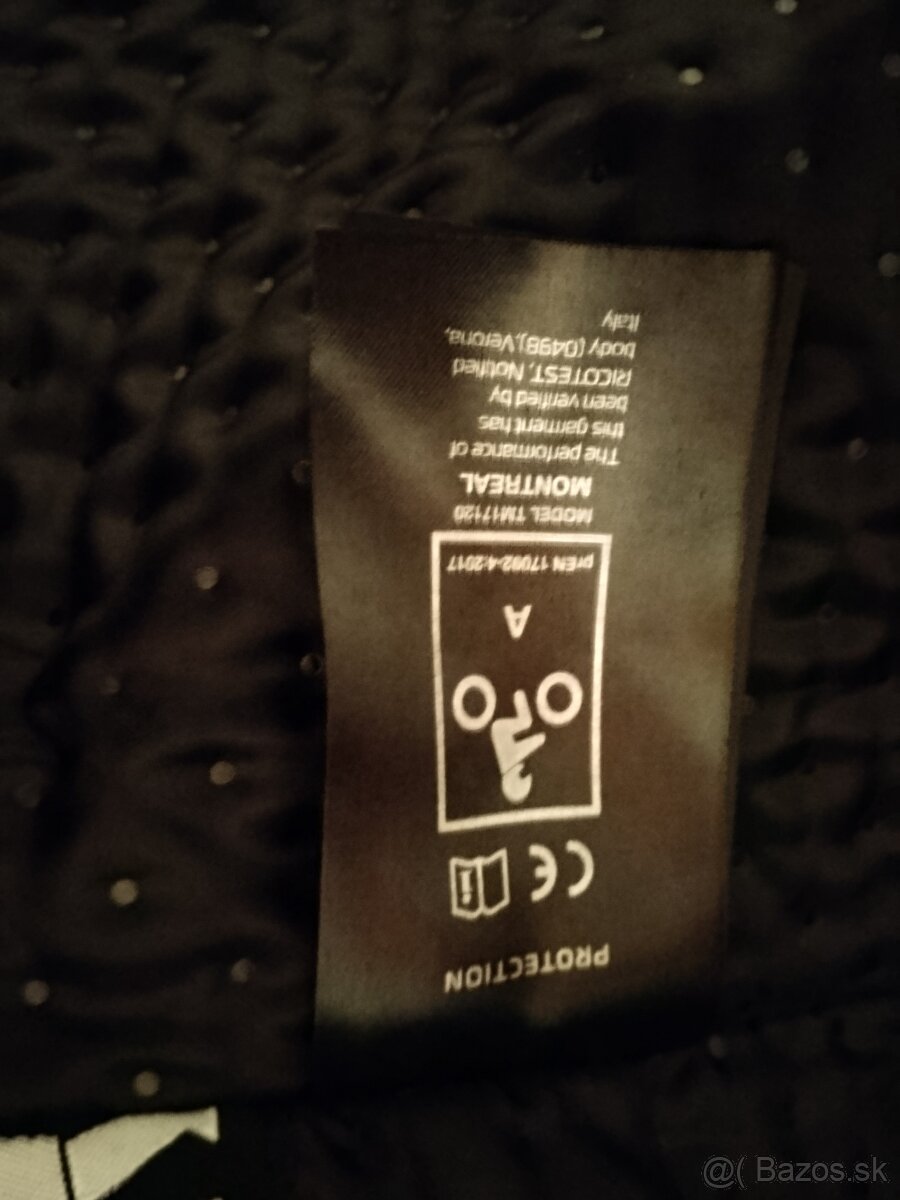 PROTECTION
CE
i
A
prEN 17092-4:2017
MODEL TM17120
MONTREAL
The performance of
this garment has
been verified by
RICOTEST, Notified
body (0498),Verona,
Italy
@( Bazos.sk